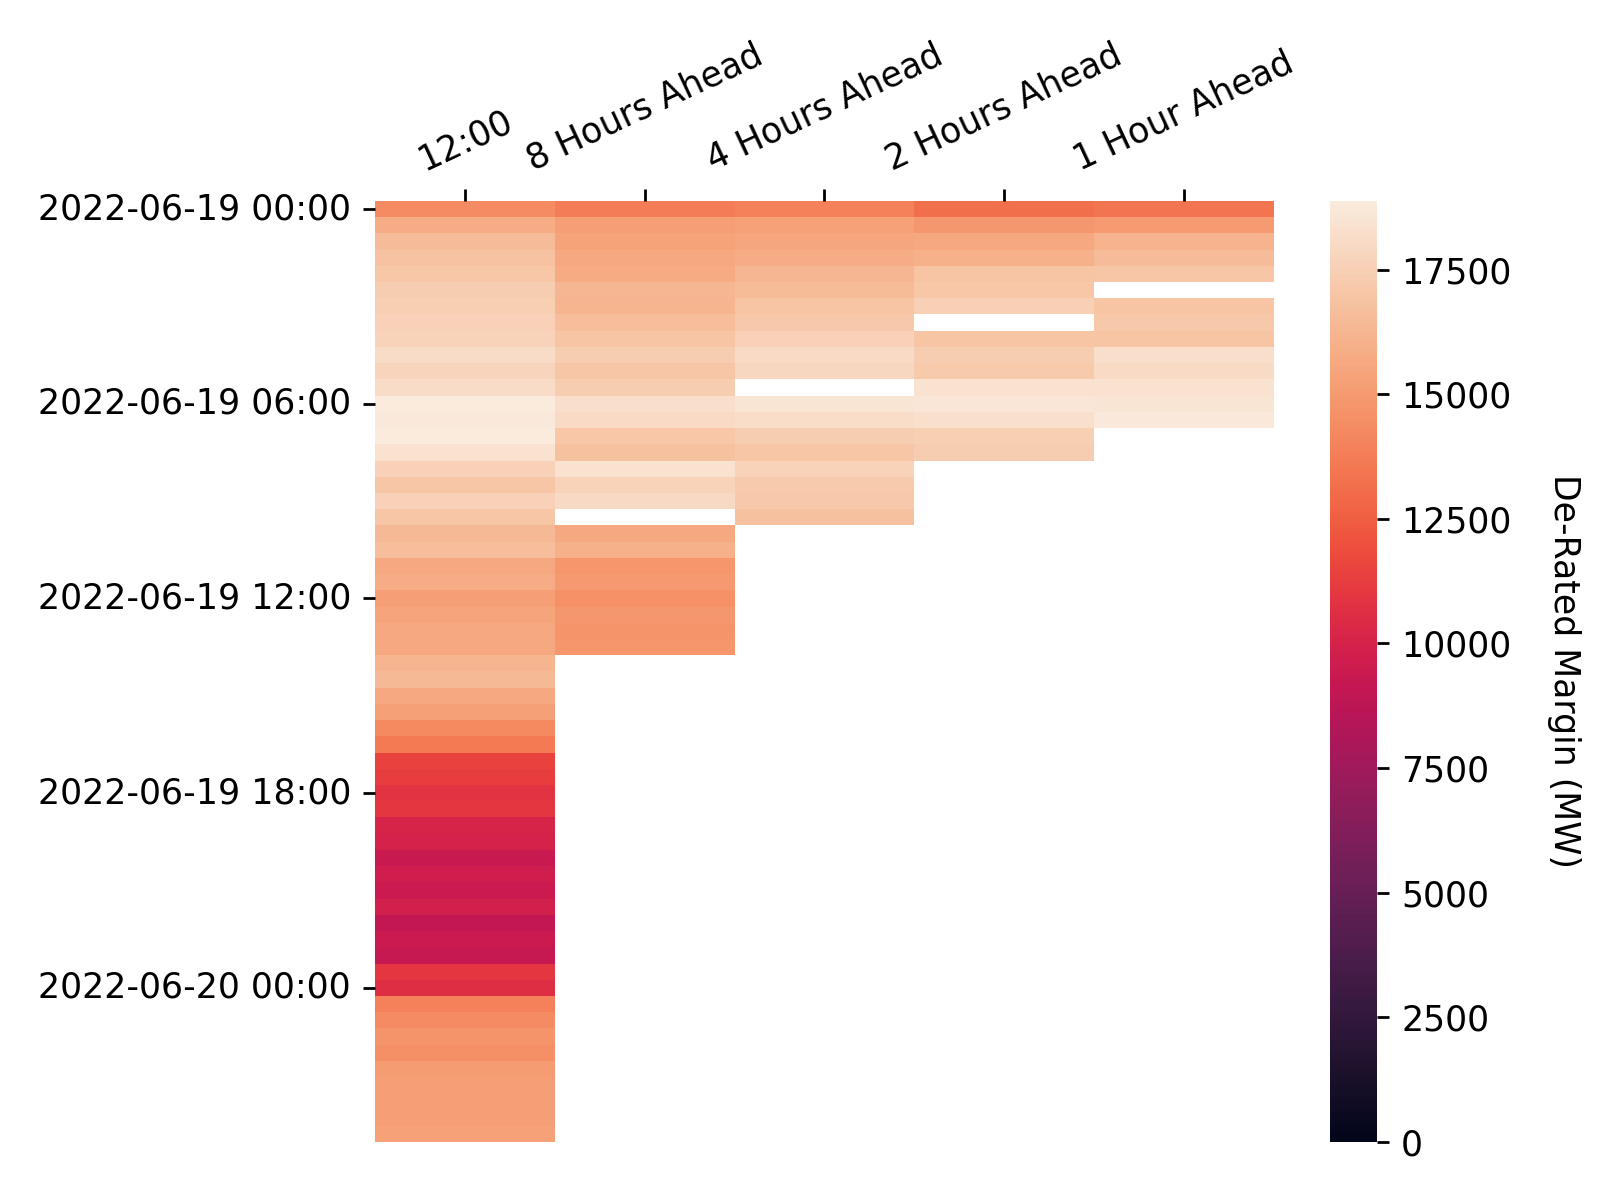 12:00
8 Hours Ahead
4 Hours Ahead
2 Hours Ahead
1 Hour Ahead
2022-06-19 00:00
2022-06-19 06:00
2022-06-19 12:00
2022-06-19 18:00
2022-06-20 00:00
17500
15000
12500
10000
7500
5000
2500
0
De-Rated Margin (MW)